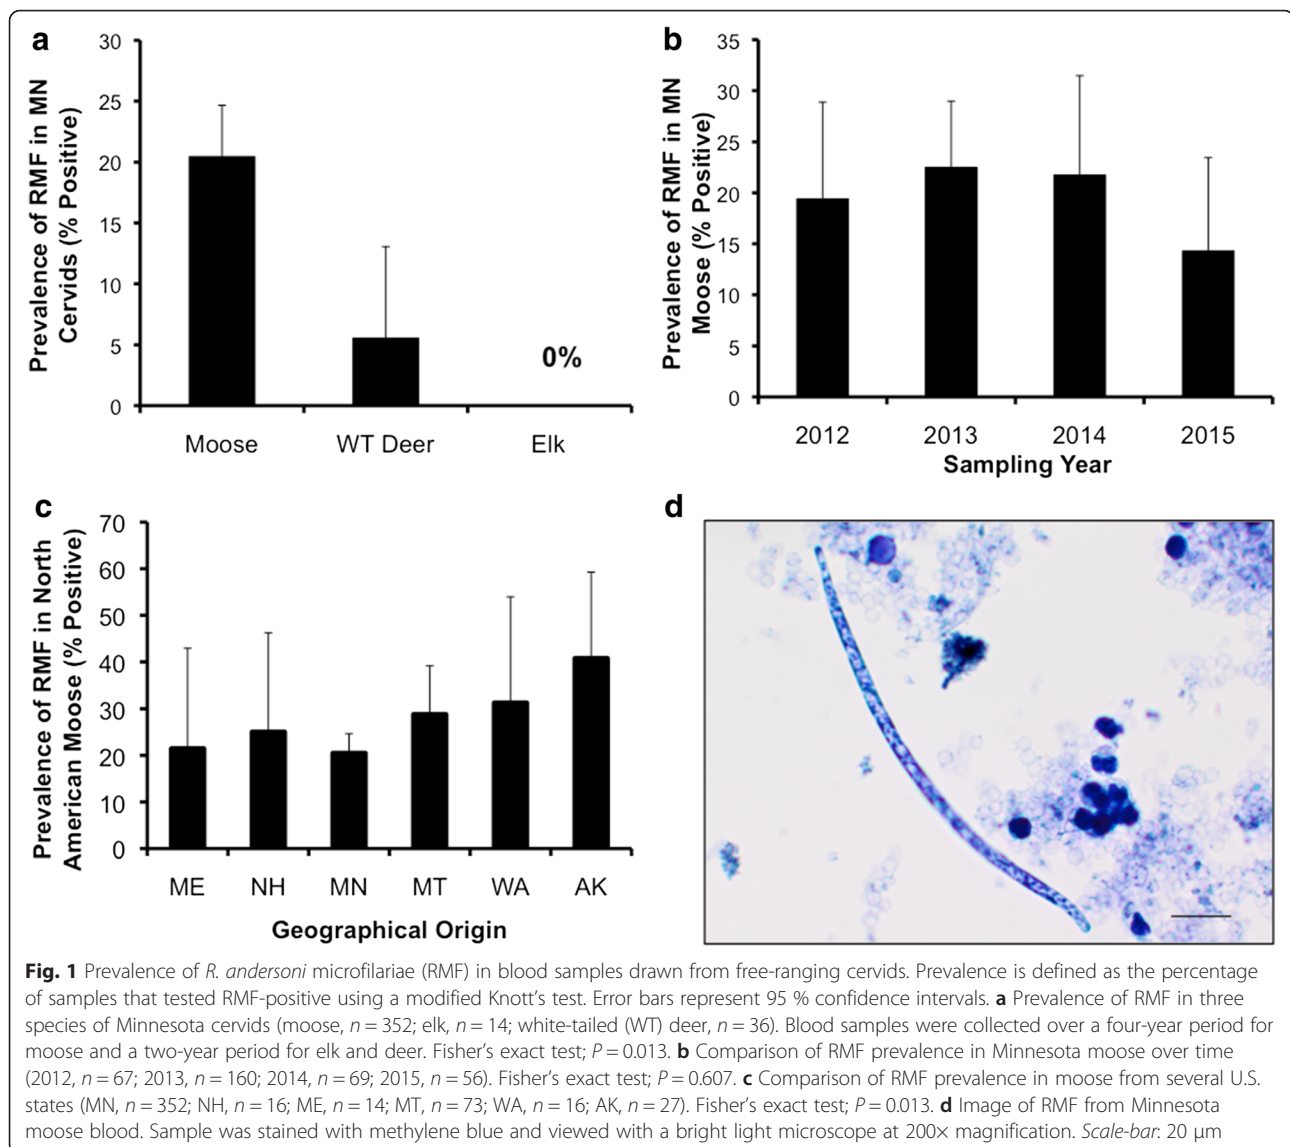 a
30
25
20
15
10
5
0
Prevalence of RMF in MN
Cervids (% Positive)
0%
Moose WT Deer Elk
b
35
30
25
20
15
10
5
0
Prevalence of RMF in MN
Moose (% Positive)
2012 2013 2014 2015
Sampling Year
c
70
60
50
40
30
20
10
0
Prevalence of RMF in North
American Moose (% Positive)
ME NH MN MT WA AK
Geographical Origin
d
Fig. 1 Prevalence of R. andersoni microfilariae (RMF) in blood samples drawn from free-ranging cervids. Prevalence is defined as the percentage
of samples that tested RMF-positive using a modified Knott's test. Error bars represent 95 % confidence intervals. a Prevalence of RMF in three
species of Minnesota cervids (moose, n = 352; elk, n = 14; white-tailed (WT) deer, n = 36). Blood samples were collected over a four-year period for
moose and a two-year period for elk and deer. Fisher's exact test; P = 0.013. b Comparison of RMF prevalence in Minnesota moose over time
(2012, n = 67; 2013, n = 160; 2014, n = 69; 2015, n = 56). Fisher's exact test; P = 0.607. c Comparison of RMF prevalence in moose from several U.S.
states (MN, n = 352; NH, n = 16; ME, n = 14; MT, n = 73; WA, n = 16; AK, n = 27). Fisher's exact test; P = 0.013. d Image of RMF from Minnesota
moose blood. Sample was stained with methylene blue and viewed with a bright light microscope at 200× magnification. Scale-bar: 20 μm